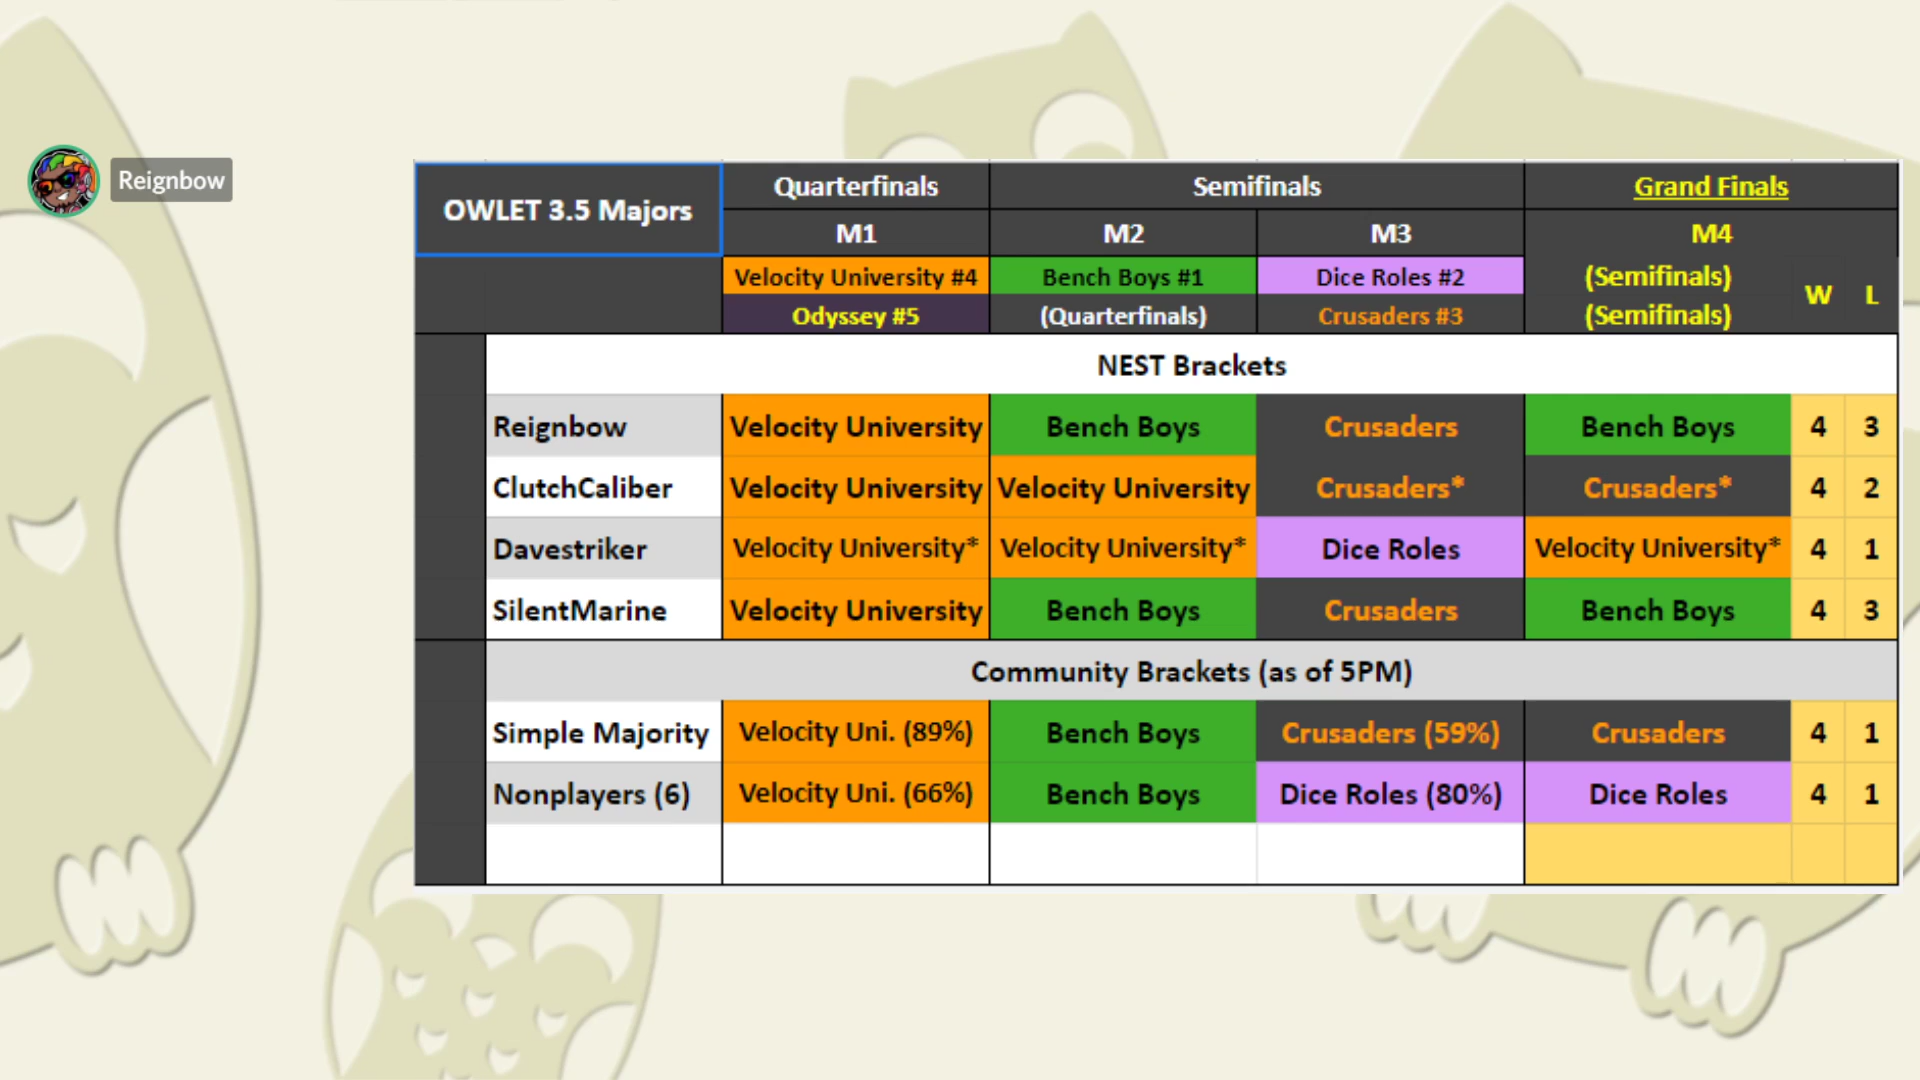 Reignbow
OWLET 3.5 Majors
Quarterfinals Semifinals Grand Finals
M1 M2 M3 M4
Velocity University #4 Bench Boys #1 Dice Roles #2 (Semifinals) W L
Odyssey #5 (Quarterfinals) Crusaders #3 (Semifinals)
NEST Brackets
Reignbow Velocity University Bench Boys Crusaders Bench Boys 4 3
ClutchCaliber Velocity University Velocity University Crusaders* Crusaders* 4 2
Davestriker Velocity University* Velocity University* Dice Roles Velocity University* 4 1
SilentMarine Velocity University Bench Boys Crusaders Bench Boys 4 3
Community Brackets (as of 5PM)
Simple Majority Velocity Uni. (89%) Bench Boys Crusaders (59%) Crusaders 4 1
Nonplayers (6) Velocity Uni. (66%) Bench Boys Dice Roles (80%) Dice Roles 4 1